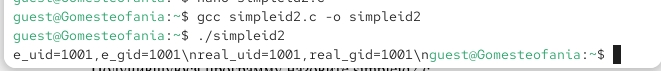 guest@Gomesteofania:~$ gcc simpleid2.c -o simpleid2
guest@Gomesteofania:~$ ./simpleid2
e_uid=1001,e_gid=1001\nreal_uid=1001,real_gid=1001\nguest@Gomesteofania:~$